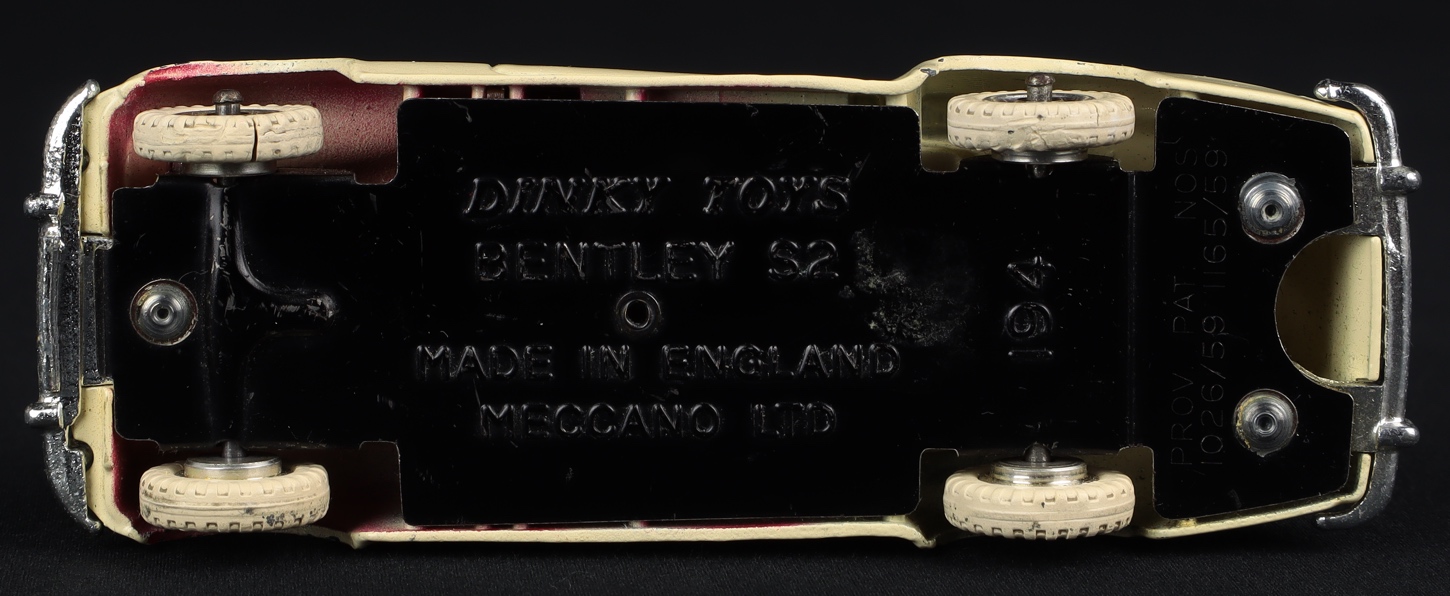 DINKY TOYS
BENTLEY S2
MADE IN ENGLAND
MECCANO LTD
194
PROV. PAT. NOS
1026/59 1165/59